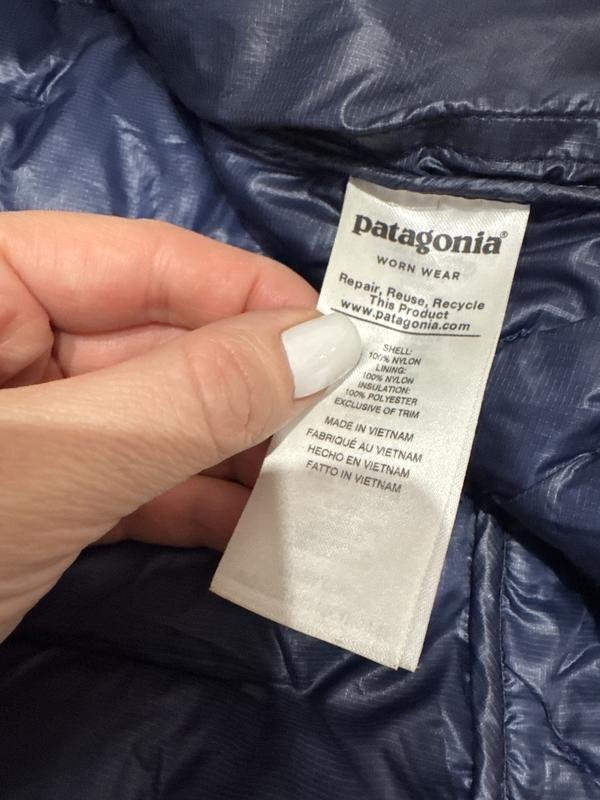 patagonia®
WORN WEAR
Repair, Reuse, Recycle
This Product
www.patagonia.com
SHELL:
100% NYLON
LINING:
100% NYLON
INSULATION:
100% POLYESTER
EXCLUSIVE OF TRIM
MADE IN VIETNAM
FABRIQUÉ AU VIETNAM
HECHO EN VIETNAM
FATTO IN VIETNAM